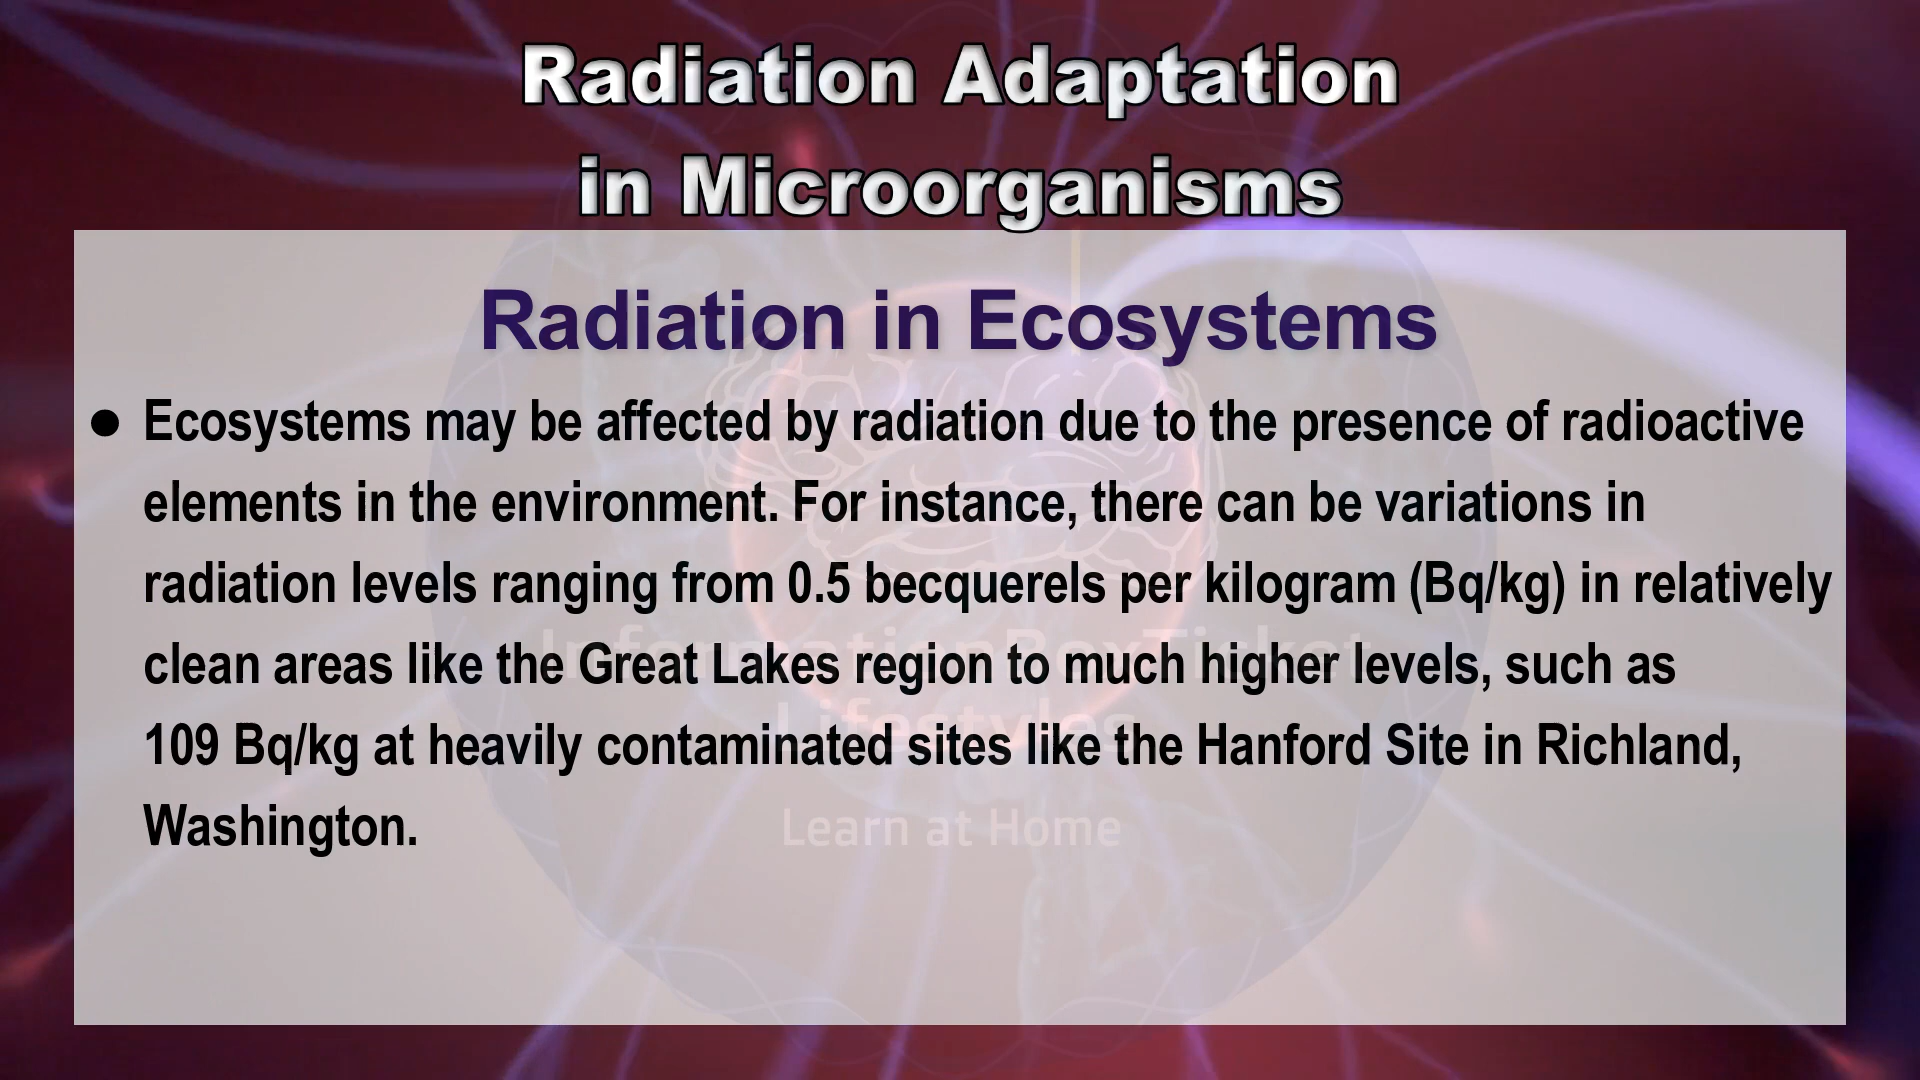 Radiation Adaptation
in Microorganisms
Radiation in Ecosystems
● Ecosystems may be affected by radiation due to the presence of radioactive
elements in the environment. For instance, there can be variations in
radiation levels ranging from 0.5 becquerels per kilogram (Bq/kg) in relatively
clean areas like the Great Lakes region to much higher levels, such as
109 Bq/kg at heavily contaminated sites like the Hanford Site in Richland,
Washington.
InformationBoxTicket
Lifestyles
Learn at Home